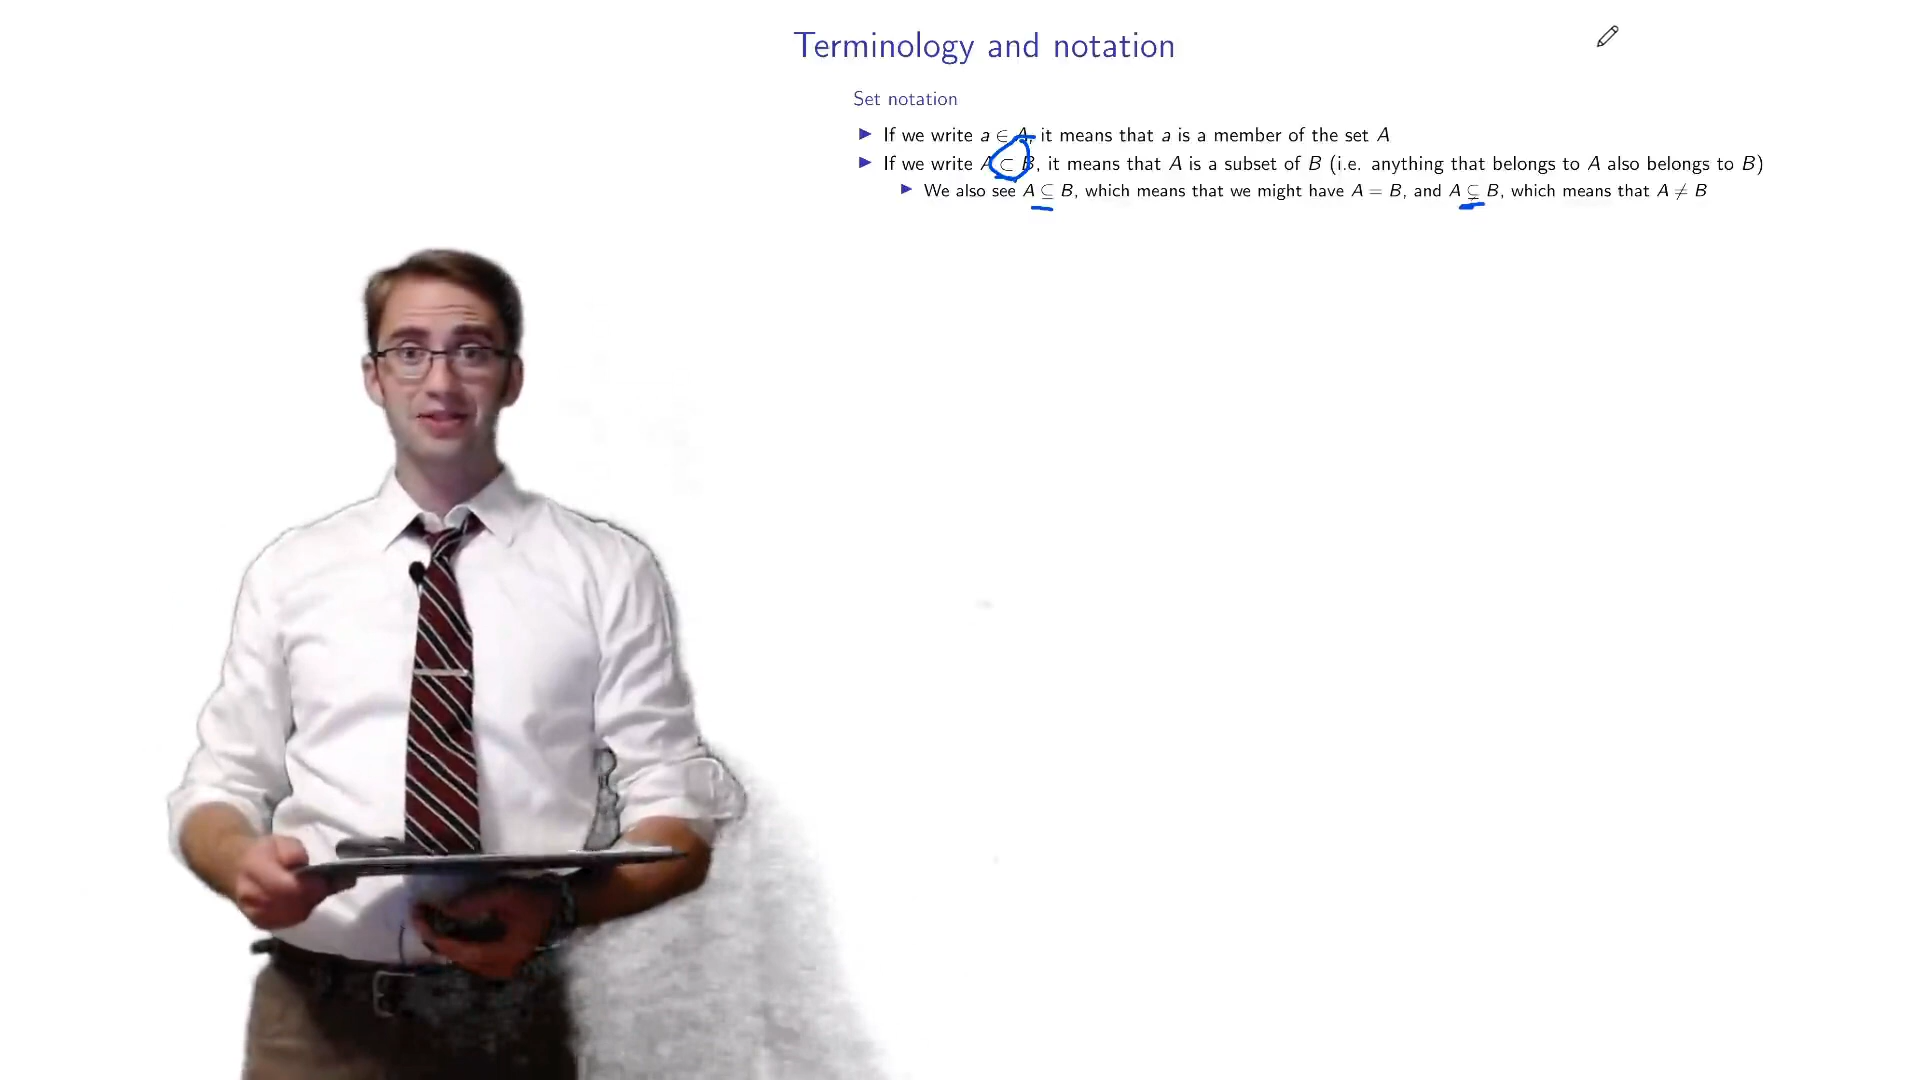 Terminology and notation
Set notation
▶ If we write a ∈ A, it means that a is a member of the set A
▶ If we write A ⊂ B, it means that A is a subset of B (i.e. anything that belongs to A also belongs to B)
▶ We also see A ⊆ B, which means that we might have A = B, and A ⊊ B, which means that A ≠ B